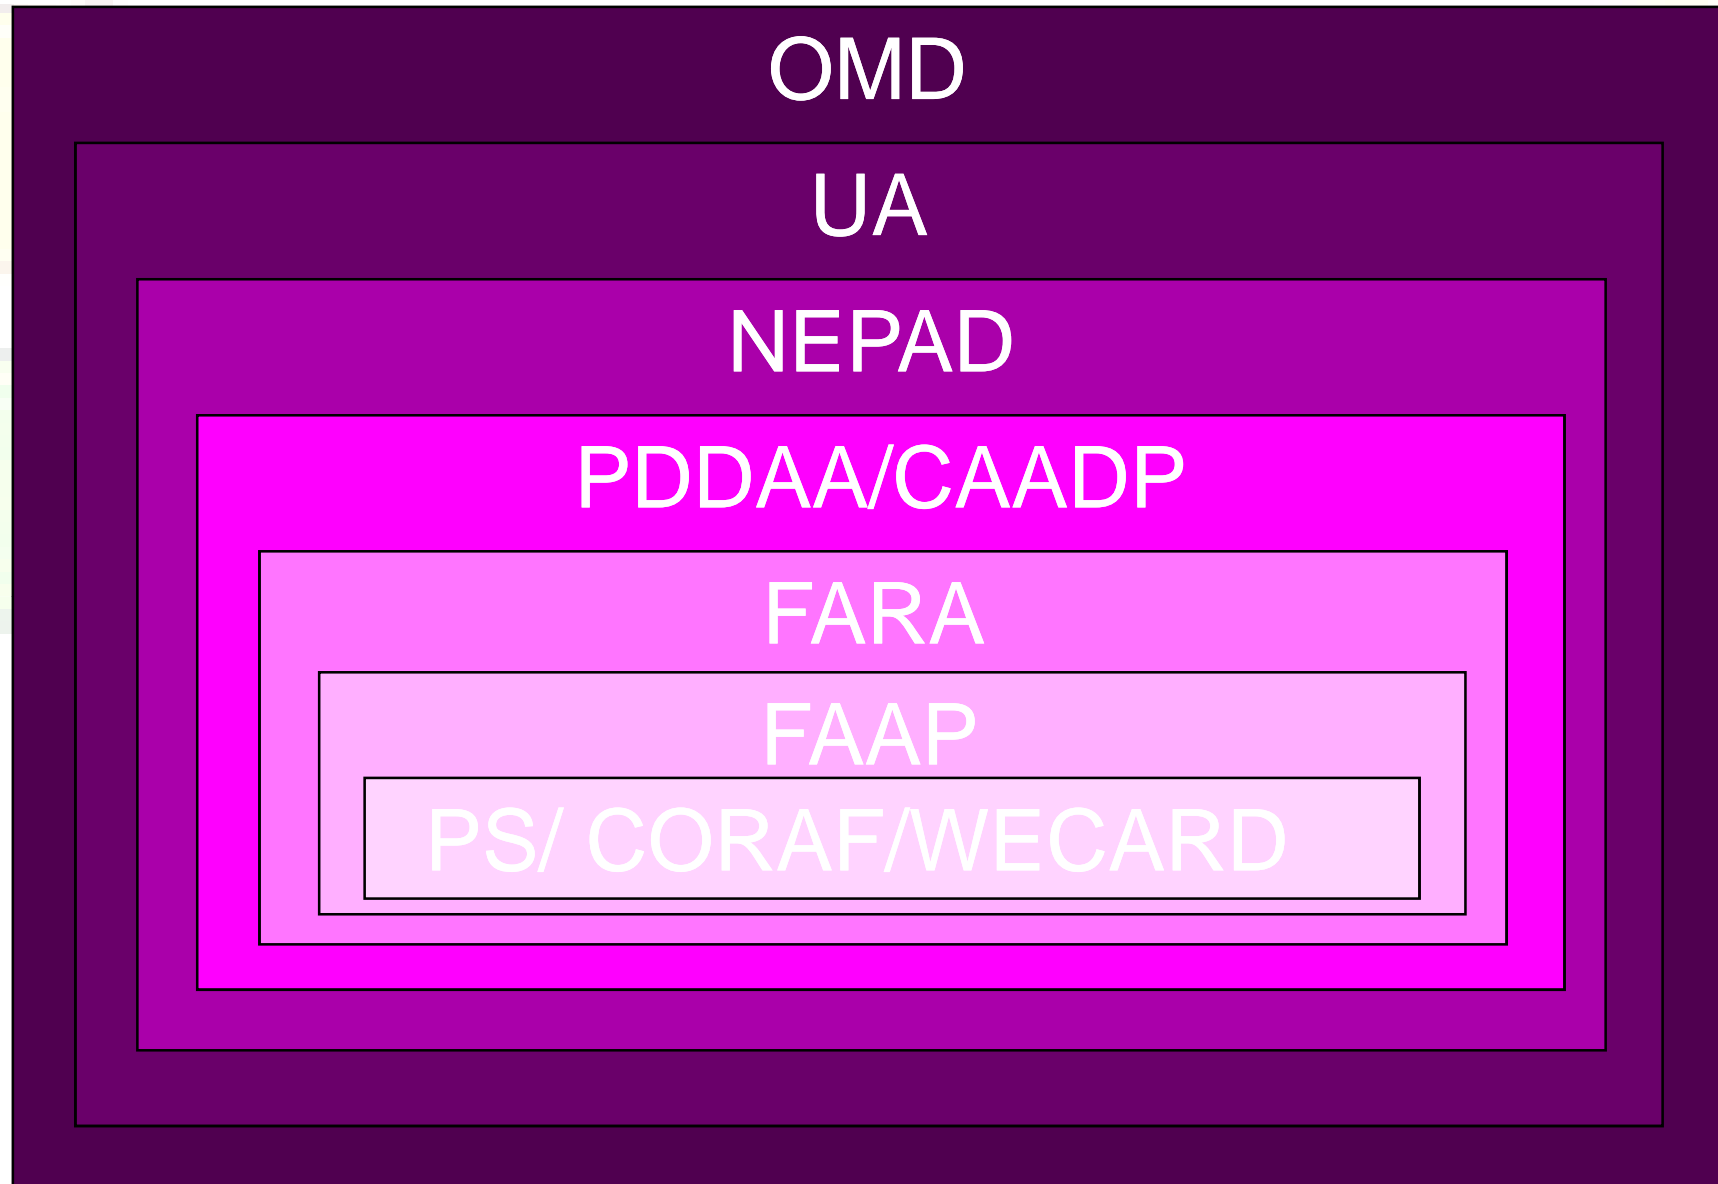 OMD
UA
NEPAD
PDDAA/CAADP
FARA
FAAP
PS/ CORAF/WECARD